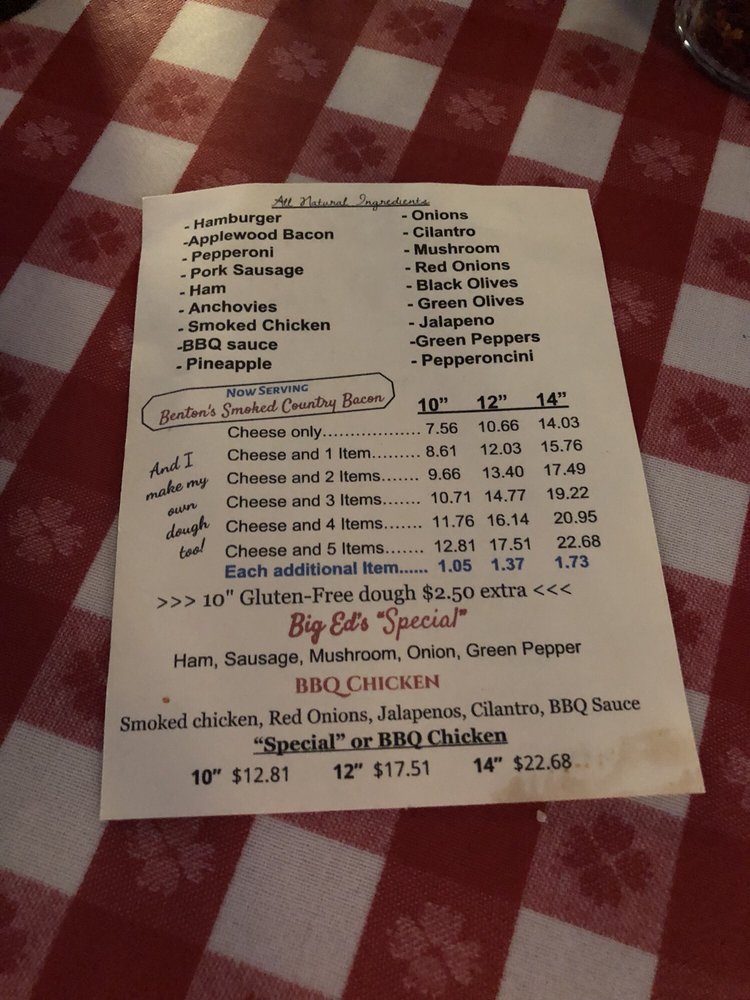 All Natural Ingredients
- Hamburger
-Applewood Bacon
- Pepperoni
- Pork Sausage
- Ham
- Anchovies
- Smoked Chicken
-BBQ sauce
- Pineapple
- Onions
- Cilantro
- Mushroom
- Red Onions
- Black Olives
- Green Olives
- Jalapeno
-Green Peppers
- Pepperoncini
Now Serving
Benton's Smoked Country Bacon
And I
make my
own
dough
too!
10" 12" 14"
Cheese only.................. 7.56 10.66 14.03
Cheese and 1 Item......... 8.61 12.03 15.76
Cheese and 2 Items....... 9.66 13.40 17.49
Cheese and 3 Items....... 10.71 14.77 19.22
Cheese and 4 Items....... 11.76 16.14 20.95
Cheese and 5 Items....... 12.81 17.51 22.68
Each additional Item...... 1.05 1.37 1.73
>>> 10" Gluten-Free dough $2.50 extra <<<
Big Ed's "Special"
Ham, Sausage, Mushroom, Onion, Green Pepper
BBQ Chicken
Smoked chicken, Red Onions, Jalapenos, Cilantro, BBQ Sauce
"Special" or BBQ Chicken
10" $12.81 12" $17.51 14" $22.68